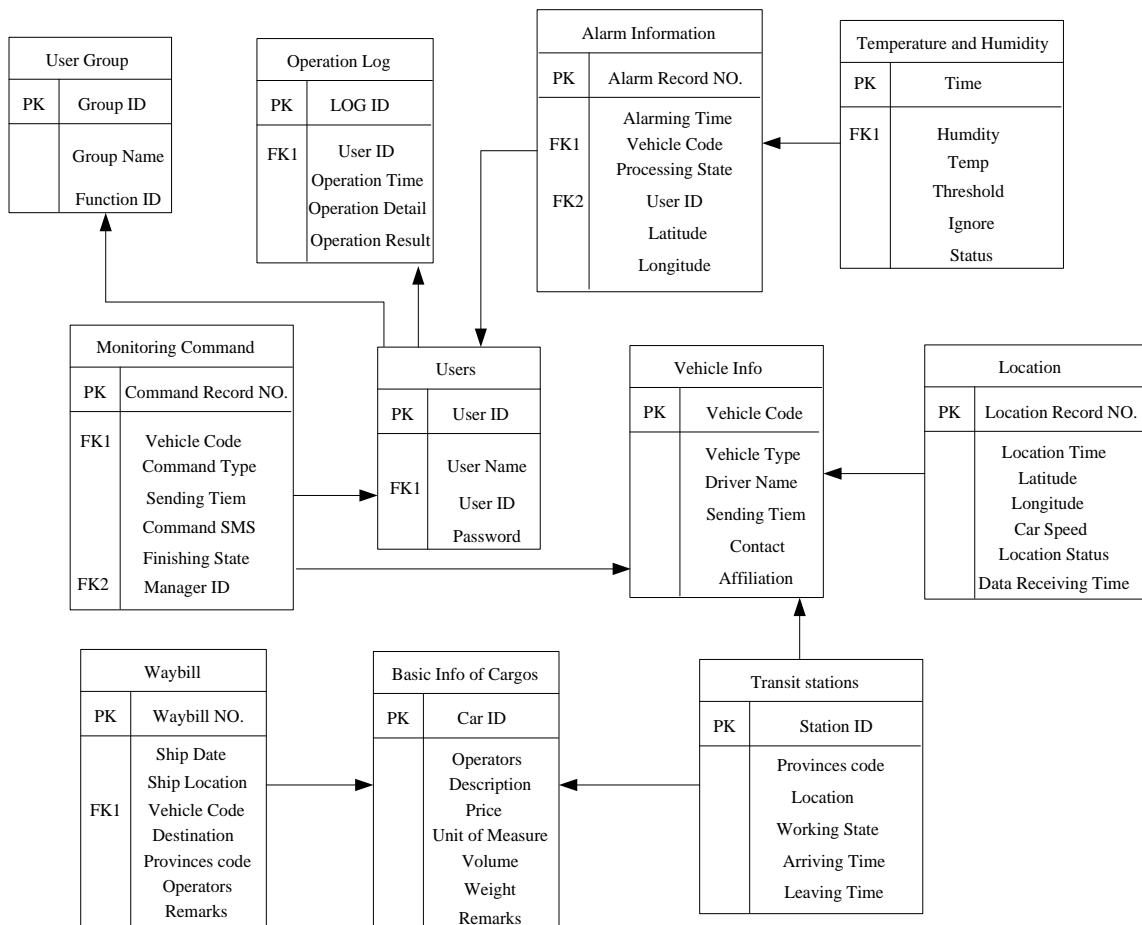 User Group
PK Group ID
Group Name
Function ID
Operation Log
PK LOG ID
FK1 User ID
Operation Time
Operation Detail
Operation Result
Alarm Information
PK Alarm Record NO.
Alarming Time
FK1 Vehicle Code
Processing State
FK2 User ID
Latitude
Longitude
Temperature and Humidity
PK Time
FK1 Humdity
Temp
Threshold
Ignore
Status
Monitoring Command
PK Command Record NO.
FK1 Vehicle Code
Command Type
Sending Tiem
Command SMS
Finishing State
FK2 Manager ID
Users
PK User ID
User Name
FK1 User ID
Password
Vehicle Info
PK Vehicle Code
Vehicle Type
Driver Name
Sending Tiem
Contact
Affiliation
Location
PK Location Record NO.
Location Time
Latitude
Longitude
Car Speed
Location Status
Data Receiving Time
Waybill
PK Waybill NO.
Ship Date
Ship Location
FK1 Vehicle Code
Destination
Provinces code
Operators
Remarks
Basic Info of Cargos
PK Car ID
Operators
Description
Price
Unit of Measure
Volume
Weight
Remarks
Transit stations
PK Station ID
Provinces code
Location
Working State
Arriving Time
Leaving Time